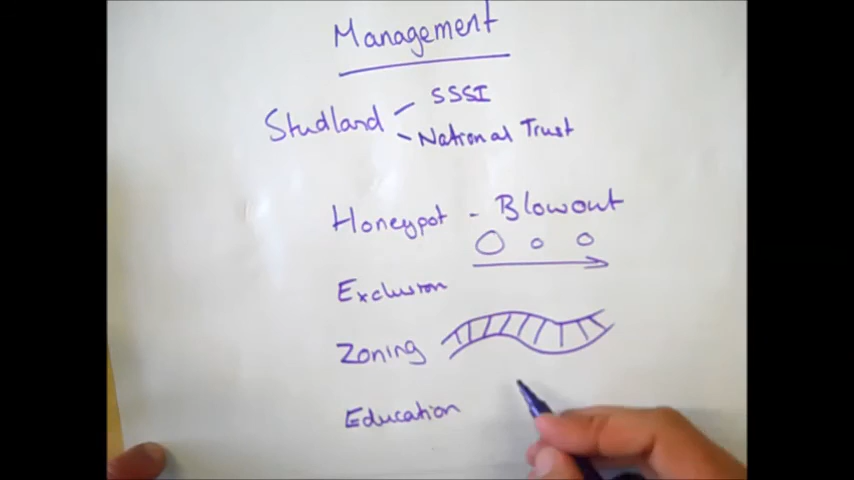 Management
Studland
SSSI
National Trust
Honeypot - Blowout
Exclusion
Zoning
Education